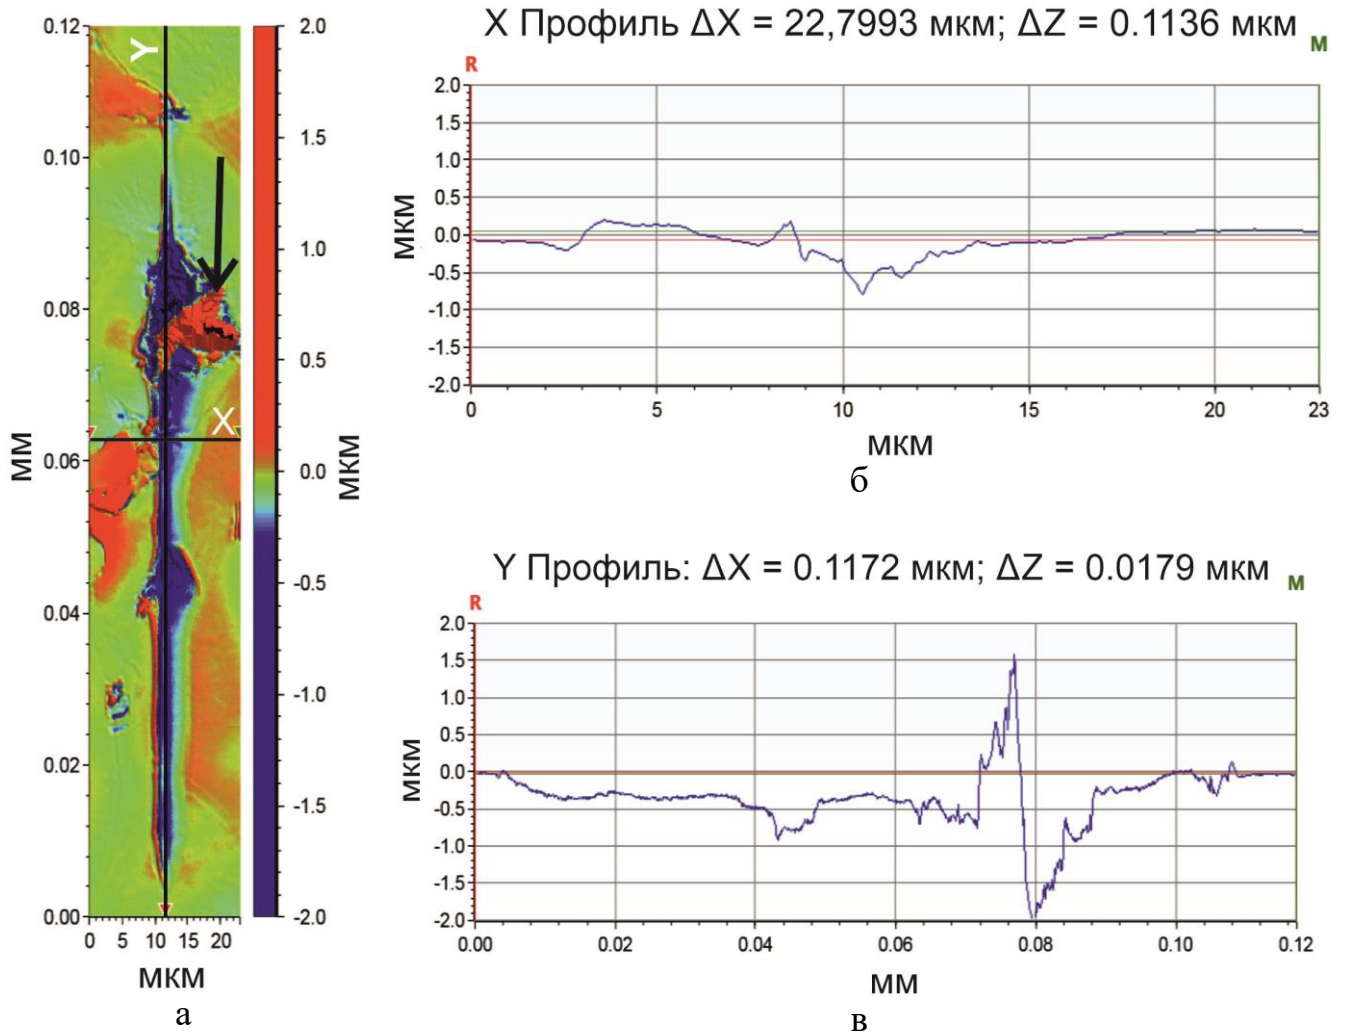 0.12
0.10
0.08
0.06
0.04
0.02
0.00
мм
Y
X
0 5 10 15 20
мкм
а
2.0
1.5
1.0
0.5
0.0
-0.5
-1.0
-1.5
-2.0
мкм
X Профиль ΔX = 22,7993 мкм; ΔZ = 0.1136 мкм
R
M
2.0
1.5
1.0
0.5
0.0
-0.5
-1.0
-1.5
-2.0
мкм
0 5 10 15 20 23
мкм
б
Y Профиль: ΔX = 0.1172 мкм; ΔZ = 0.0179 мкм
R
M
2.0
1.5
1.0
0.5
0.0
-0.5
-1.0
-1.5
-2.0
мкм
0.00 0.02 0.04 0.06 0.08 0.10 0.12
мм
в